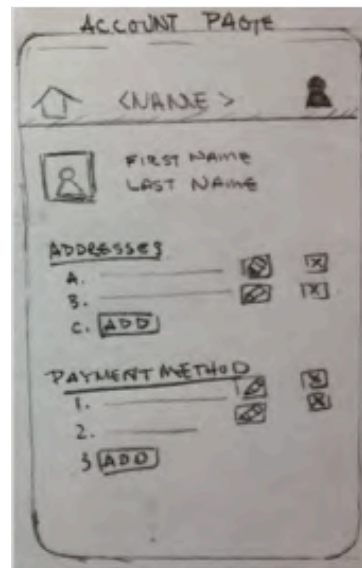 ACCOUNT PAGE
<NAME>
FIRST NAME
LAST NAME
ADDRESSES
A.
B.
C. ADD
PAYMENT METHOD
1.
2.
3 ADD